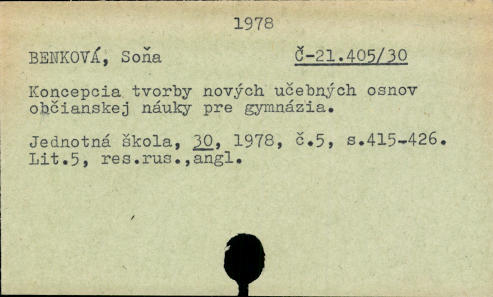 1978
BENKOVÁ, Soňa Č-21.405/30
Koncepcia tvorby nových učebných osnov
občianskej náuky pre gymnázia.
Jednotná škola, 30, 1978, č.5, s.415-426.
Lit.5, res.rus.,angl.